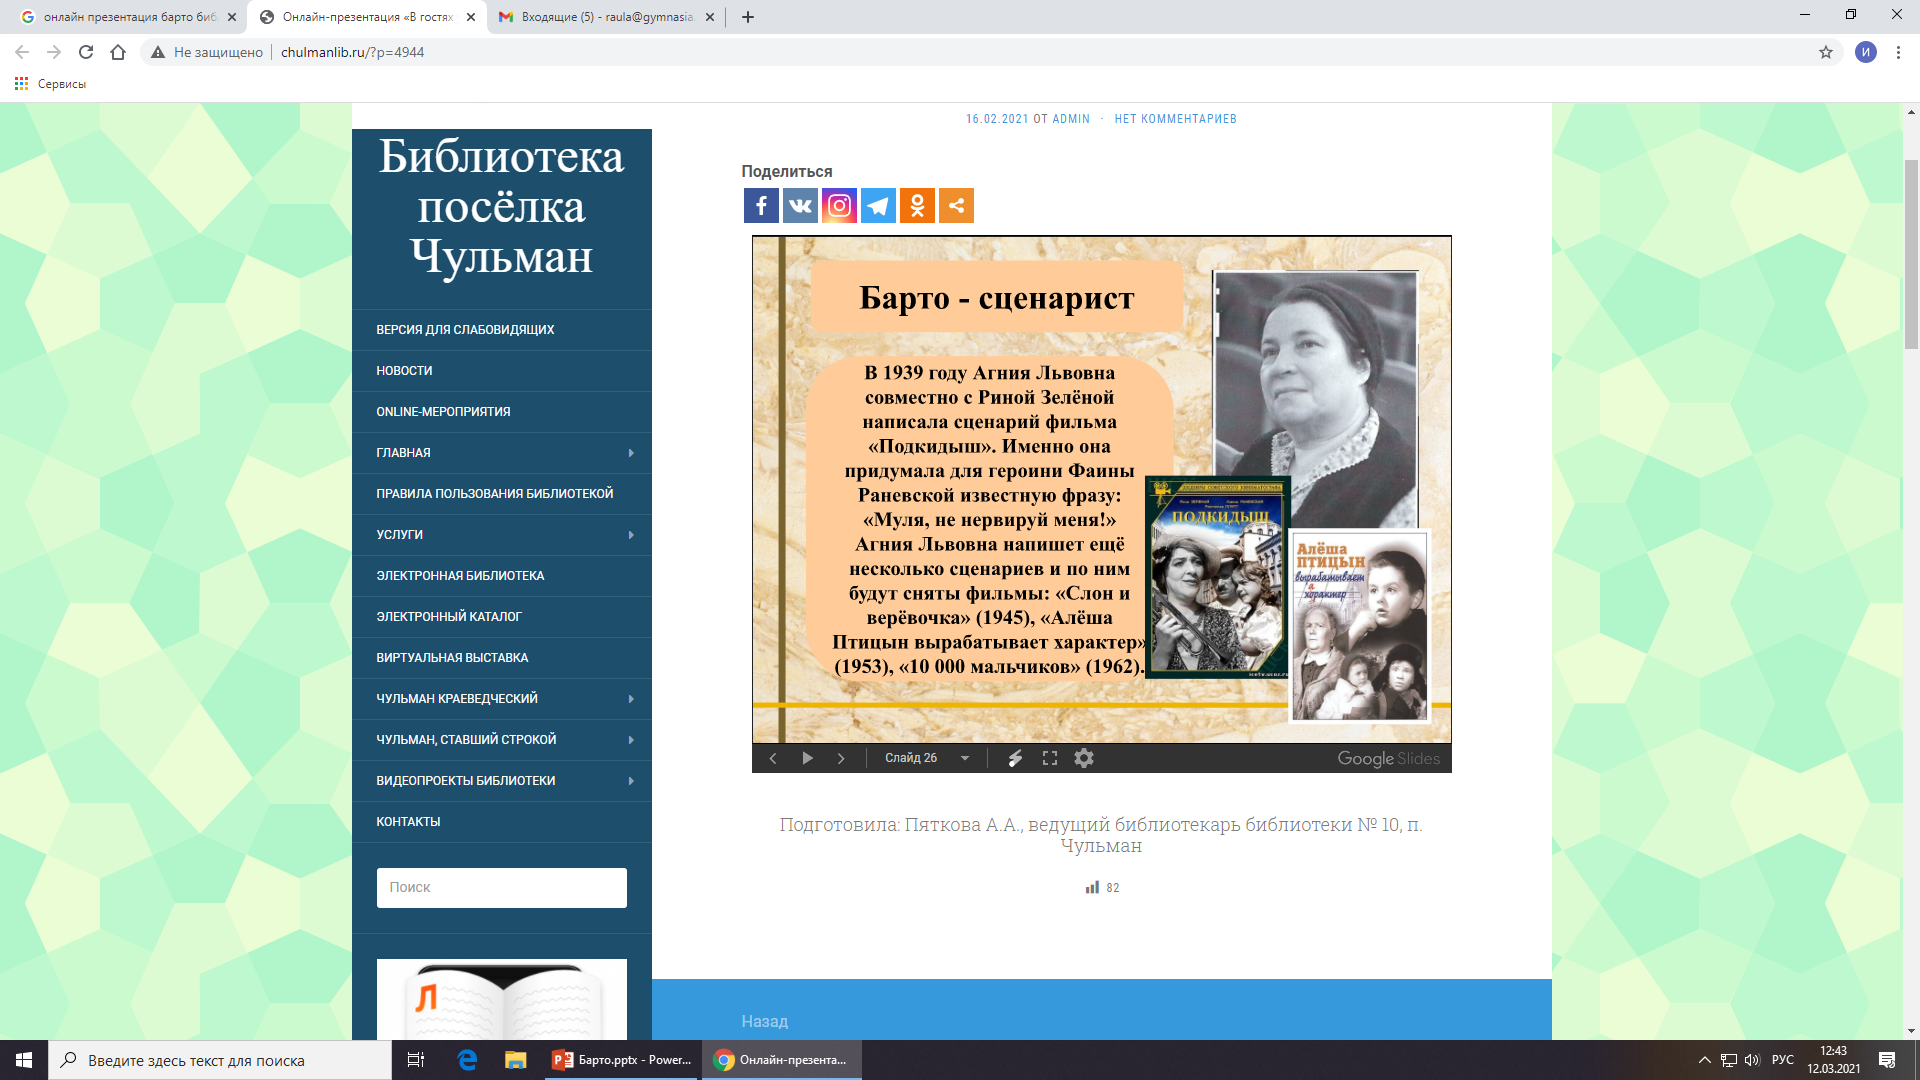 онлайн презентация барто биб
Онлайн-презентация «В гостях
Входящие (5) - raula@gymnasia
Не защищено
chulmanlib.ru/?p=4944
И
Сервисы
16.02.2021 ОТ ADMIN · НЕТ КОММЕНТАРИЕВ
Библиотека
посёлка
Чульман
ВЕРСИЯ ДЛЯ СЛАБОВИДЯЩИХ
НОВОСТИ
ONLINE-МЕРОПРИЯТИЯ
ГЛАВНАЯ
ПРАВИЛА ПОЛЬЗОВАНИЯ БИБЛИОТЕКОЙ
УСЛУГИ
ЭЛЕКТРОННАЯ БИБЛИОТЕКА
ЭЛЕКТРОННЫЙ КАТАЛОГ
ВИРТУАЛЬНАЯ ВЫСТАВКА
ЧУЛЬМАН КРАЕВЕДЧЕСКИЙ
ЧУЛЬМАН, СТАВШИЙ СТРОКОЙ
ВИДЕОПРОЕКТЫ БИБЛИОТЕКИ
КОНТАКТЫ
Поиск
Л
Поделиться
Барто - сценарист
В 1939 году Агния Львовна
совместно с Риной Зелёной
написала сценарий фильма
«Подкидыш». Именно она
придумала для героини Фаины
Раневской известную фразу:
«Муля, не нервируй меня!»
Агния Львовна напишет ещё
несколько сценариев и по ним
будут сняты фильмы: «Слон и
верёвочка» (1945), «Алёша
Птицын вырабатывает характер»
(1953), «10 000 мальчиков» (1962).
ПОДКИДЫШ
Алёша
ПТИЦЫН
вырабатывает
характер
Слайд 26
Google Slides
Подготовила: Пяткова А.А., ведущий библиотекарь библиотеки № 10, п.
Чульман
82
Назад
Введите здесь текст для поиска
Барто.pptx - Power...
Онлайн-презента...
РУС
12:43
12.03.2021